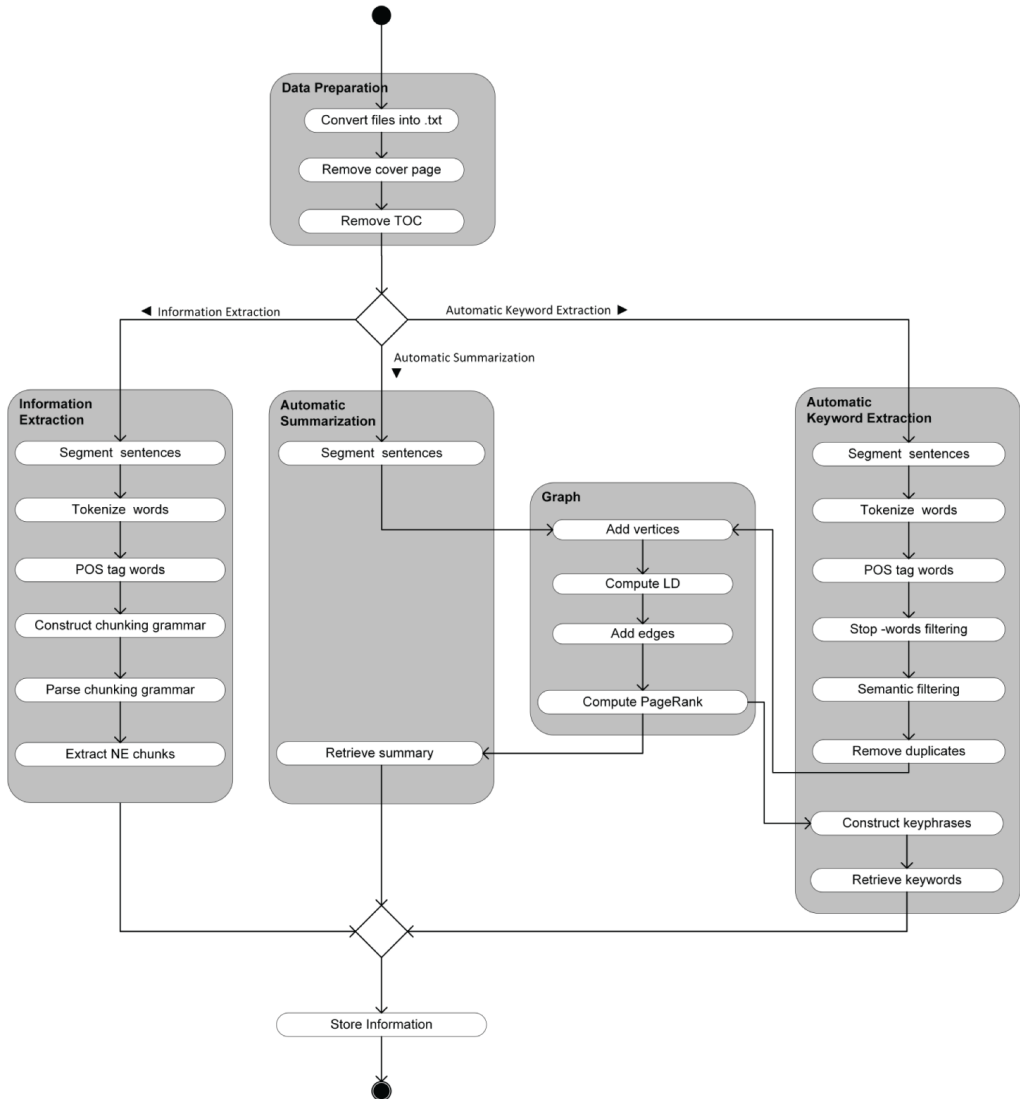 Data Preparation
Convert files into .txt
Remove cover page
Remove TOC
◄ Information Extraction
Automatic Keyword Extraction ►
Automatic Summarization
▼
Information
Extraction
Segment sentences
Tokenize words
POS tag words
Construct chunking grammar
Parse chunking grammar
Extract NE chunks
Automatic
Summarization
Segment sentences
Retrieve summary
Graph
Add vertices
Compute LD
Add edges
Compute PageRank
Automatic
Keyword Extraction
Segment sentences
Tokenize words
POS tag words
Stop -words filtering
Semantic filtering
Remove duplicates
Construct keyphrases
Retrieve keywords
Store Information